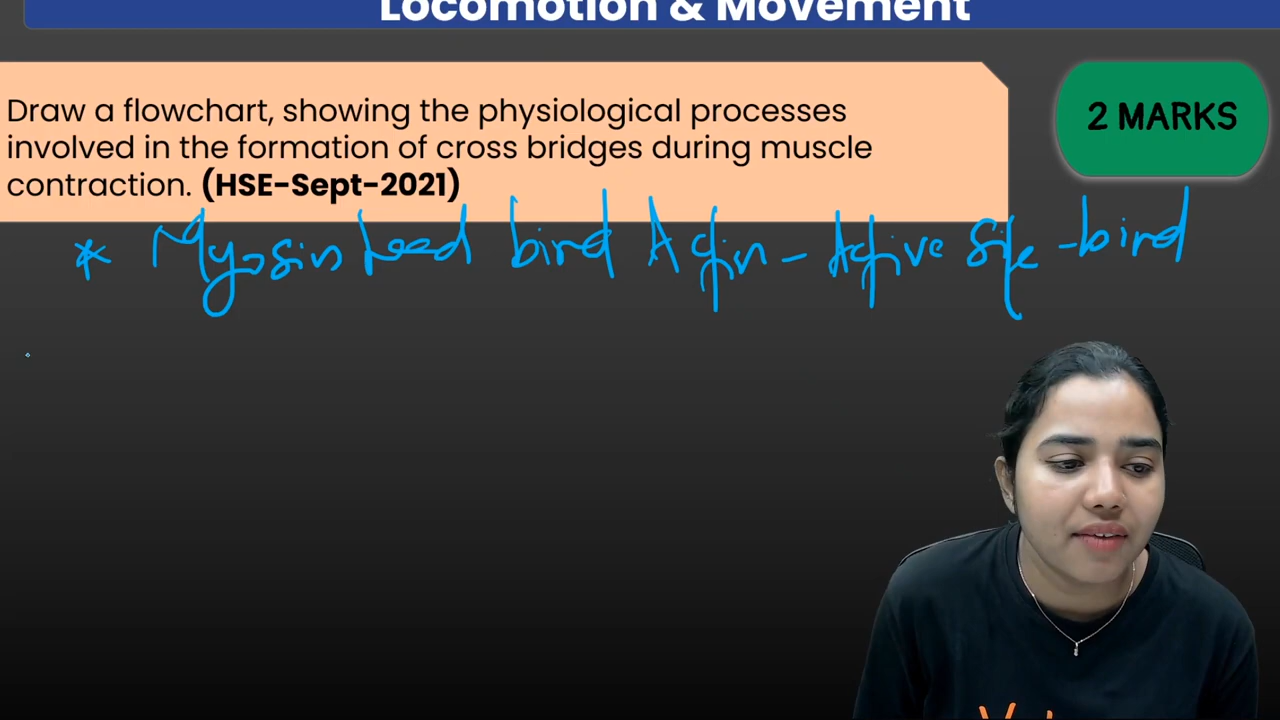 Locomotion & Movement
Draw a flowchart, showing the physiological processes
involved in the formation of cross bridges during muscle
contraction. (HSE-Sept-2021)
2 MARKS
* Myosin head bind Actin - Active site - bind